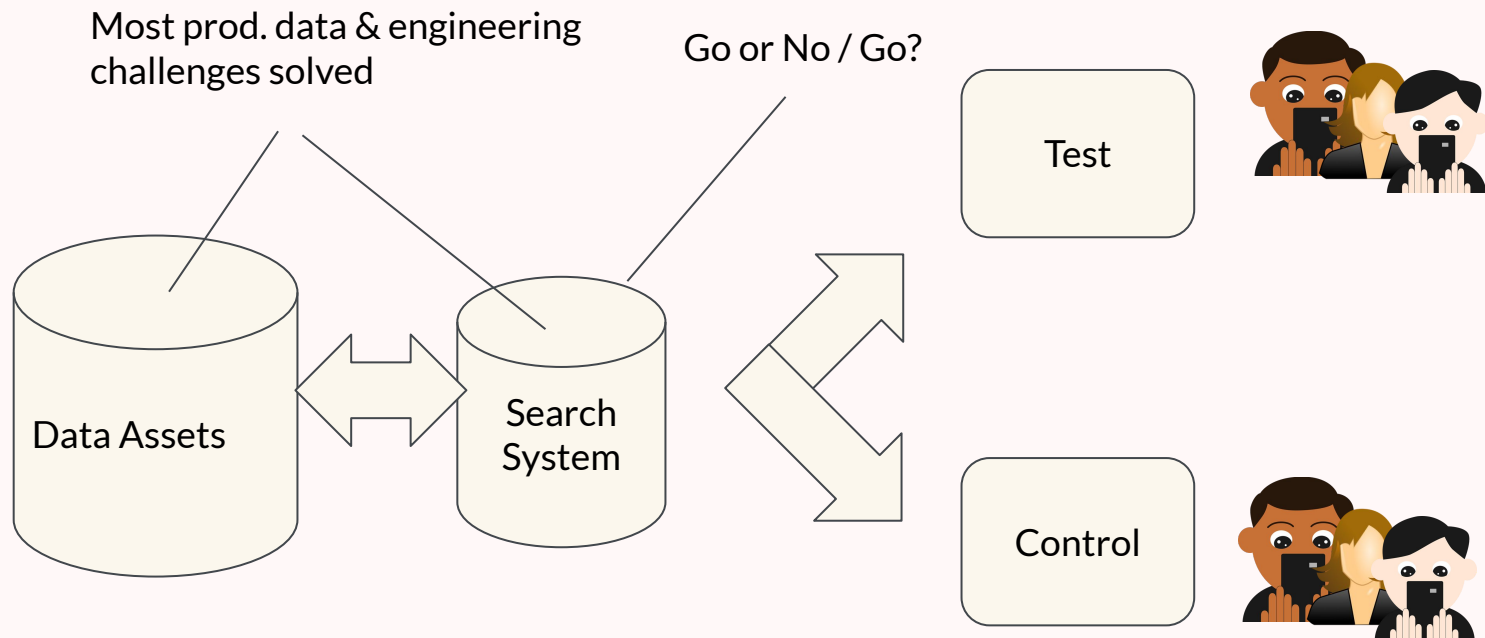 Most prod. data & engineering
challenges solved
Go or No / Go?
Test
Data Assets
Search
System
Control